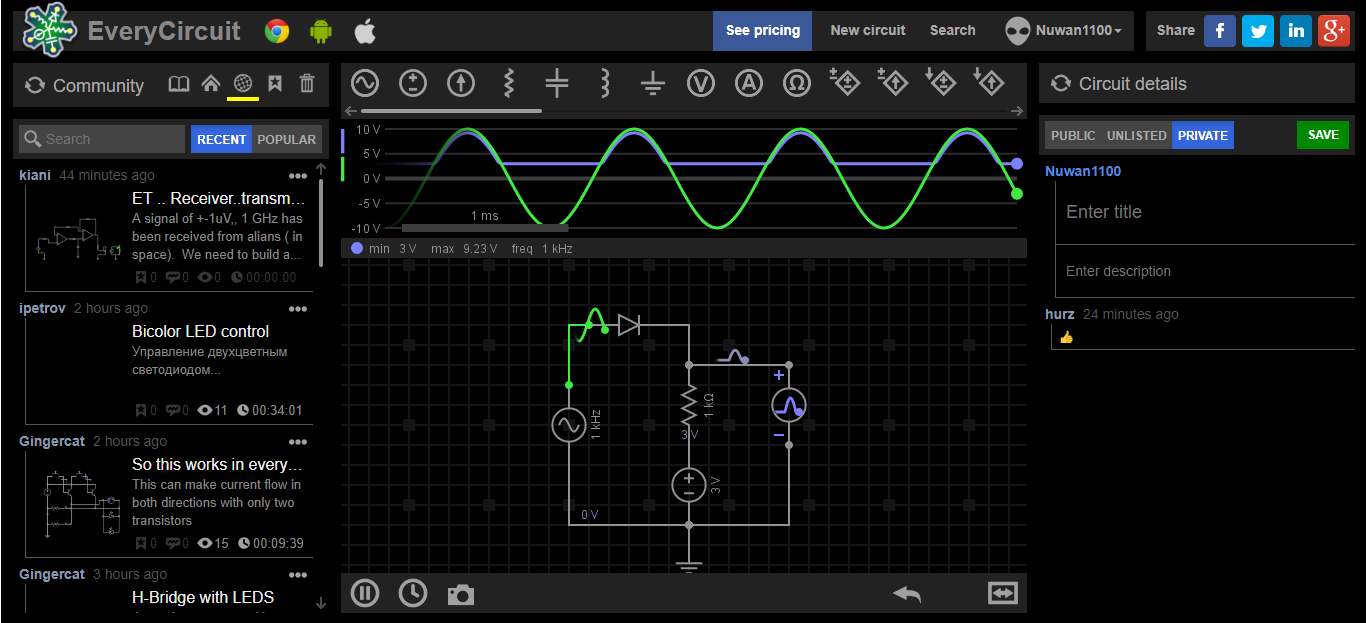 EveryCircuit
See pricing
New circuit
Search
Nuwan1100
Share
Community
Search
RECENT
POPULAR
kiani 44 minutes ago
ET .. Receiver..transm...
A signal of +-1uV,, 1 GHz has
been received from alians ( in
space). We need to build a...
0 0 0 00:00:00
ipetrov 2 hours ago
Bicolor LED control
Управление двухцветным
светодиодом...
0 0 11 00:34:01
Gingercat 2 hours ago
So this works in every...
This can make current flow in
both directions with only two
transistors
0 0 15 00:09:39
Gingercat 3 hours ago
H-Bridge with LEDS
V
A
Ω
10 V
5 V
0 V
-5 V
-10 V
1 ms
min 3 V max 9.23 V freq 1 kHz
1 kHz
1 kΩ
3 V
3 V
0 V
Circuit details
PUBLIC UNLISTED PRIVATE
SAVE
Nuwan1100
Enter title
Enter description
hurz 24 minutes ago
👍